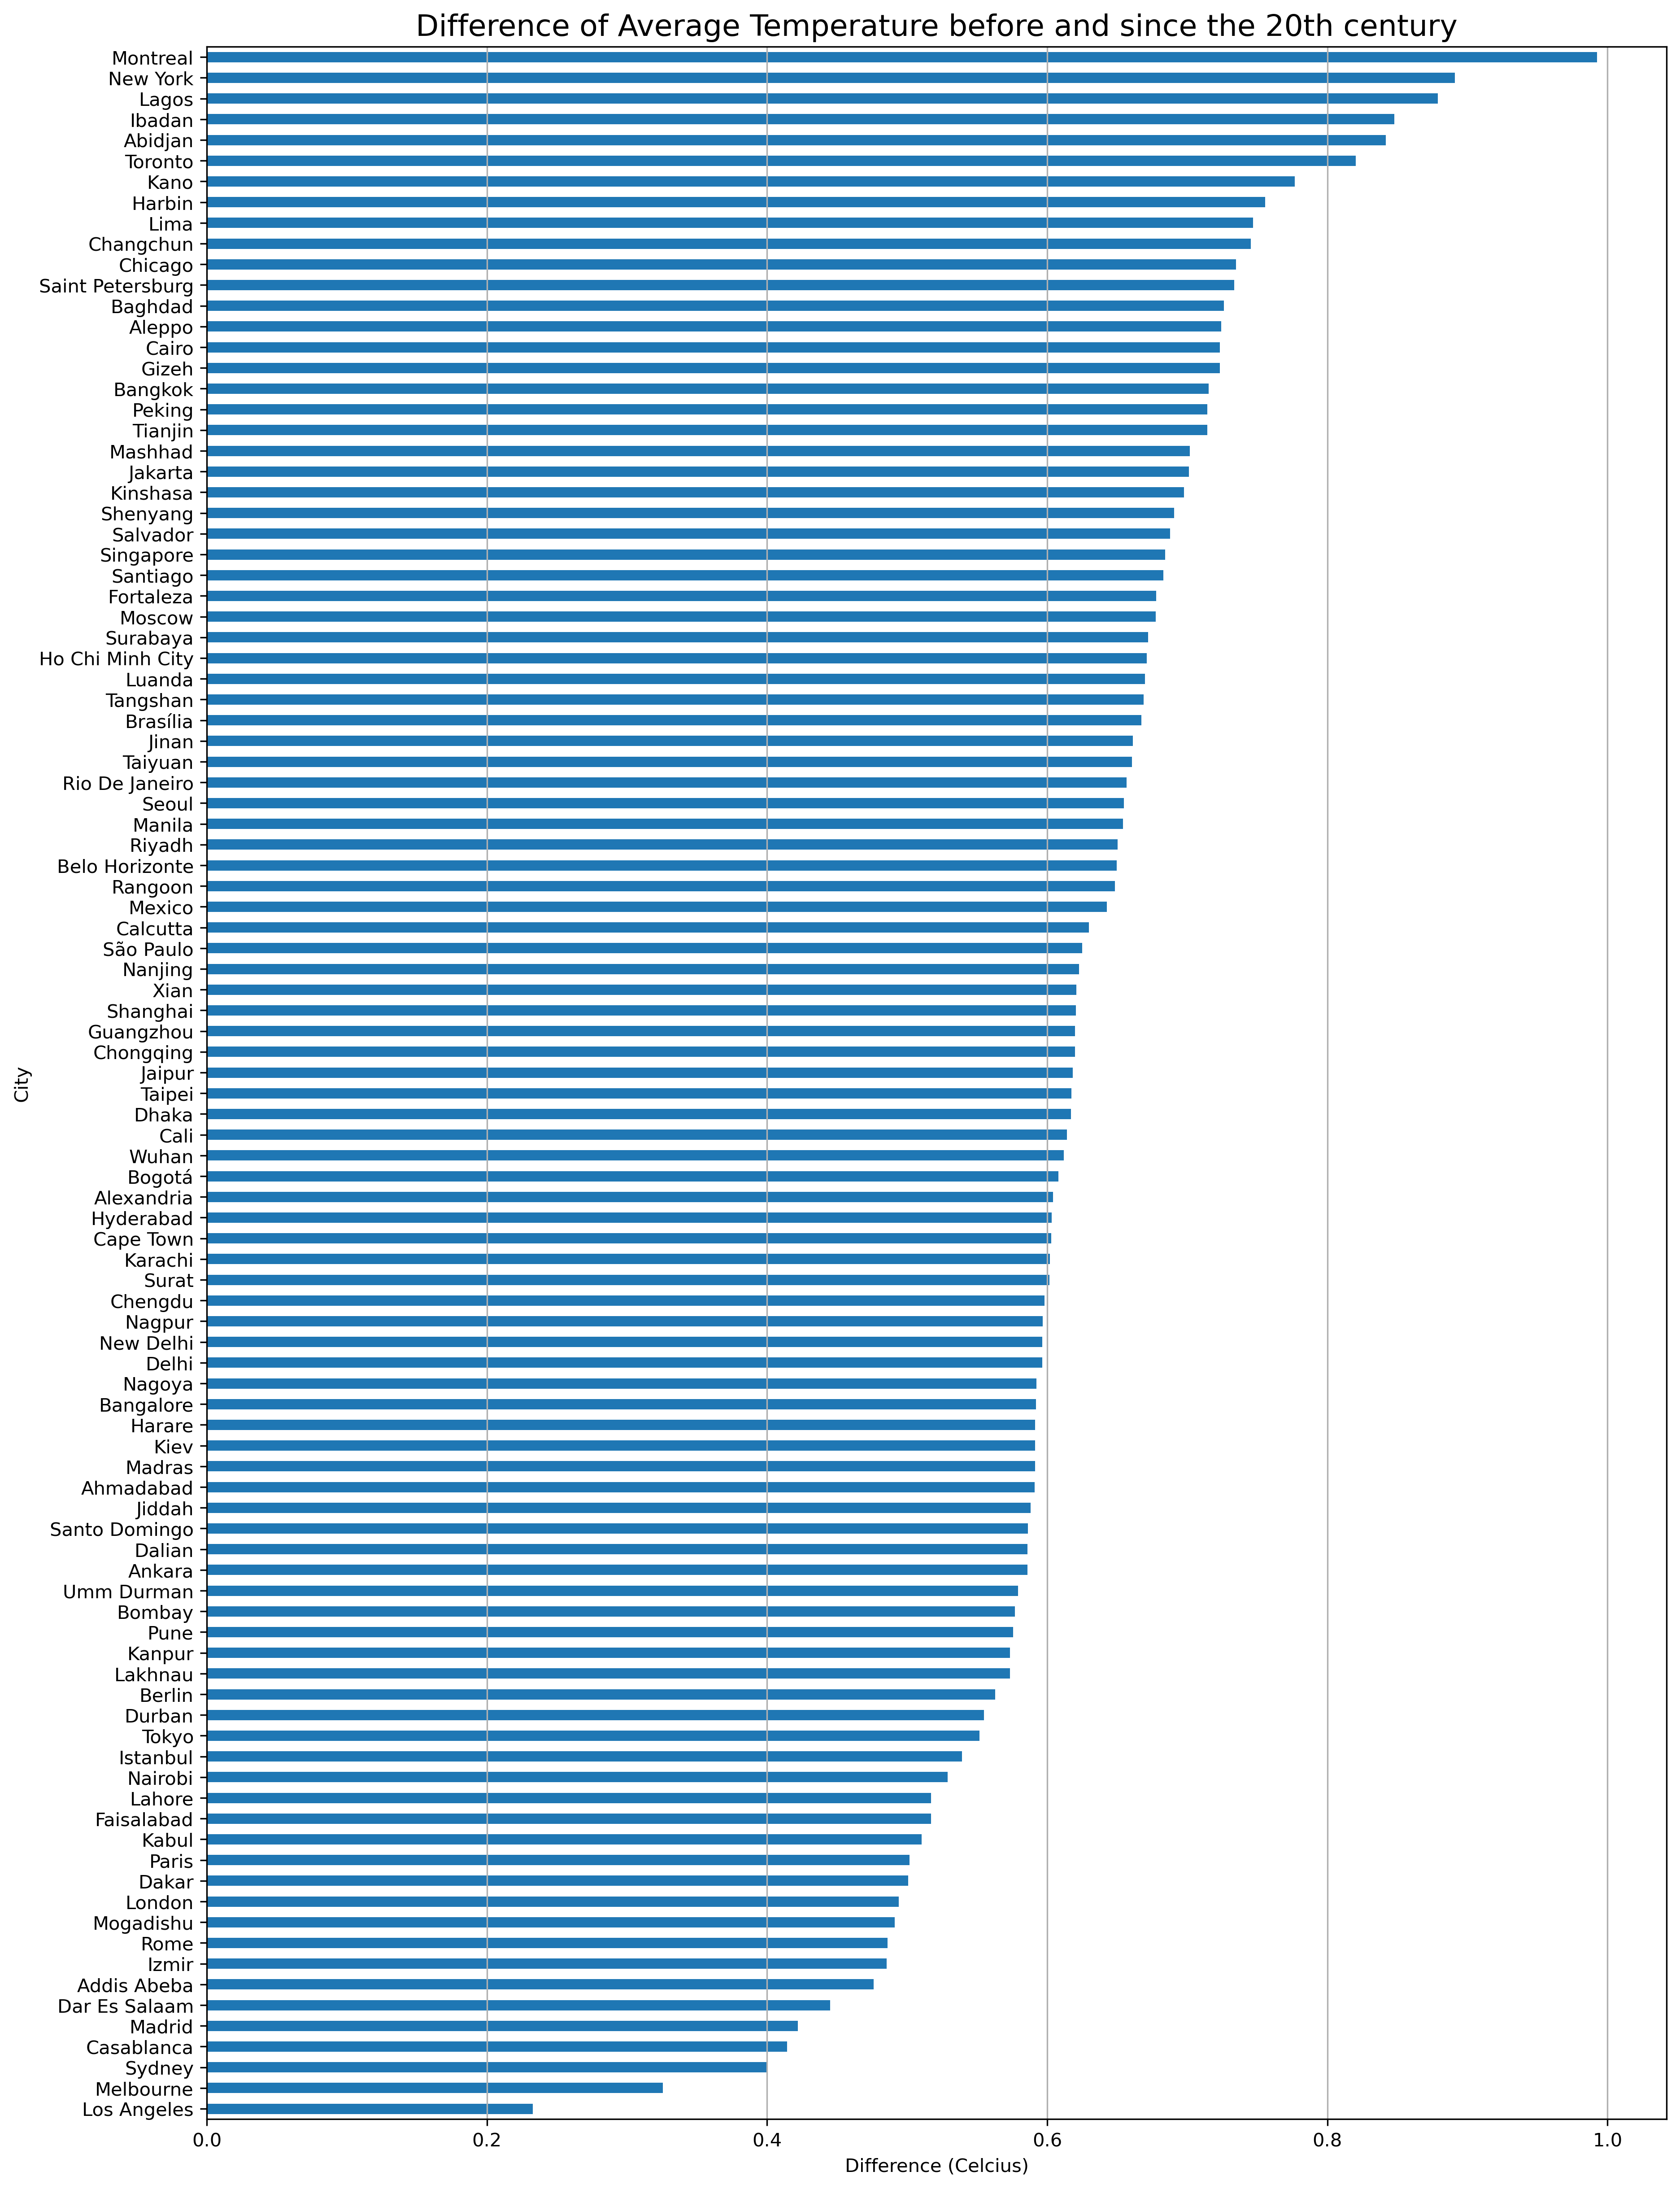 Difference of Average Temperature before and since the 20th century
Montreal
New York
Lagos
Ibadan
Abidjan
Toronto
Kano
Harbin
Lima
Changchun
Chicago
Saint Petersburg
Baghdad
Aleppo
Cairo
Gizeh
Bangkok
Peking
Tianjin
Mashhad
Jakarta
Kinshasa
Shenyang
Salvador
Singapore
Santiago
Fortaleza
Moscow
Surabaya
Ho Chi Minh City
Luanda
Tangshan
Brasília
Jinan
Taiyuan
Rio De Janeiro
Seoul
Manila
Riyadh
Belo Horizonte
Rangoon
Mexico
Calcutta
São Paulo
Nanjing
Xian
Shanghai
Guangzhou
Chongqing
Jaipur
Taipei
Dhaka
Cali
Wuhan
Bogotá
Alexandria
Hyderabad
Cape Town
Karachi
Surat
Chengdu
Nagpur
New Delhi
Delhi
Nagoya
Bangalore
Harare
Kiev
Madras
Ahmadabad
Jiddah
Santo Domingo
Dalian
Ankara
Umm Durman
Bombay
Pune
Kanpur
Lakhnau
Berlin
Durban
Tokyo
Istanbul
Nairobi
Lahore
Faisalabad
Kabul
Paris
Dakar
London
Mogadishu
Rome
Izmir
Addis Abeba
Dar Es Salaam
Madrid
Casablanca
Sydney
Melbourne
Los Angeles
City
0.0 0.2 0.4 0.6 0.8 1.0
Difference (Celcius)